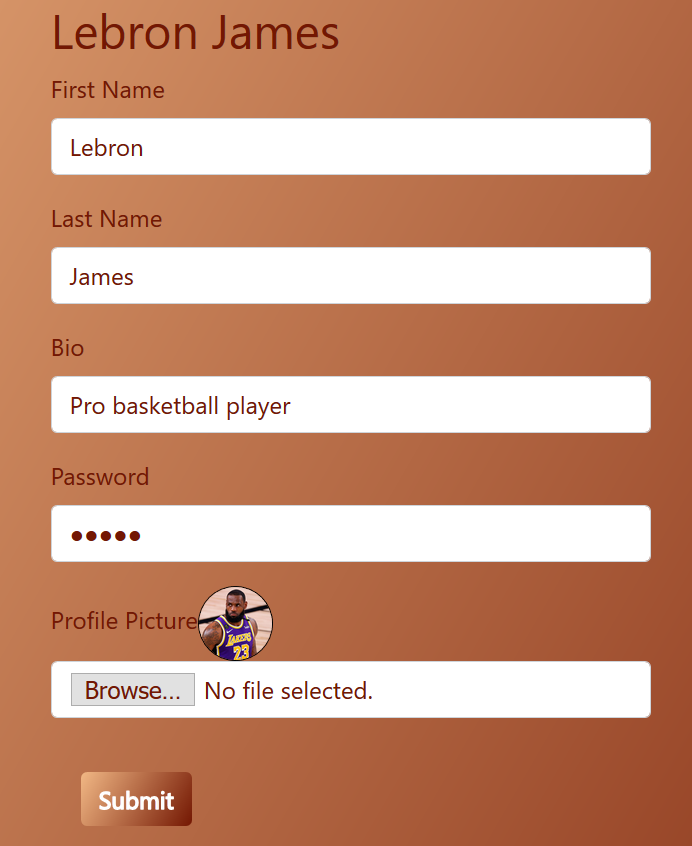 Lebron James
First Name
Lebron
Last Name
James
Bio
Pro basketball player
Password
•••••
Profile Picture
LAKERS
23
Browse... No file selected.
Submit